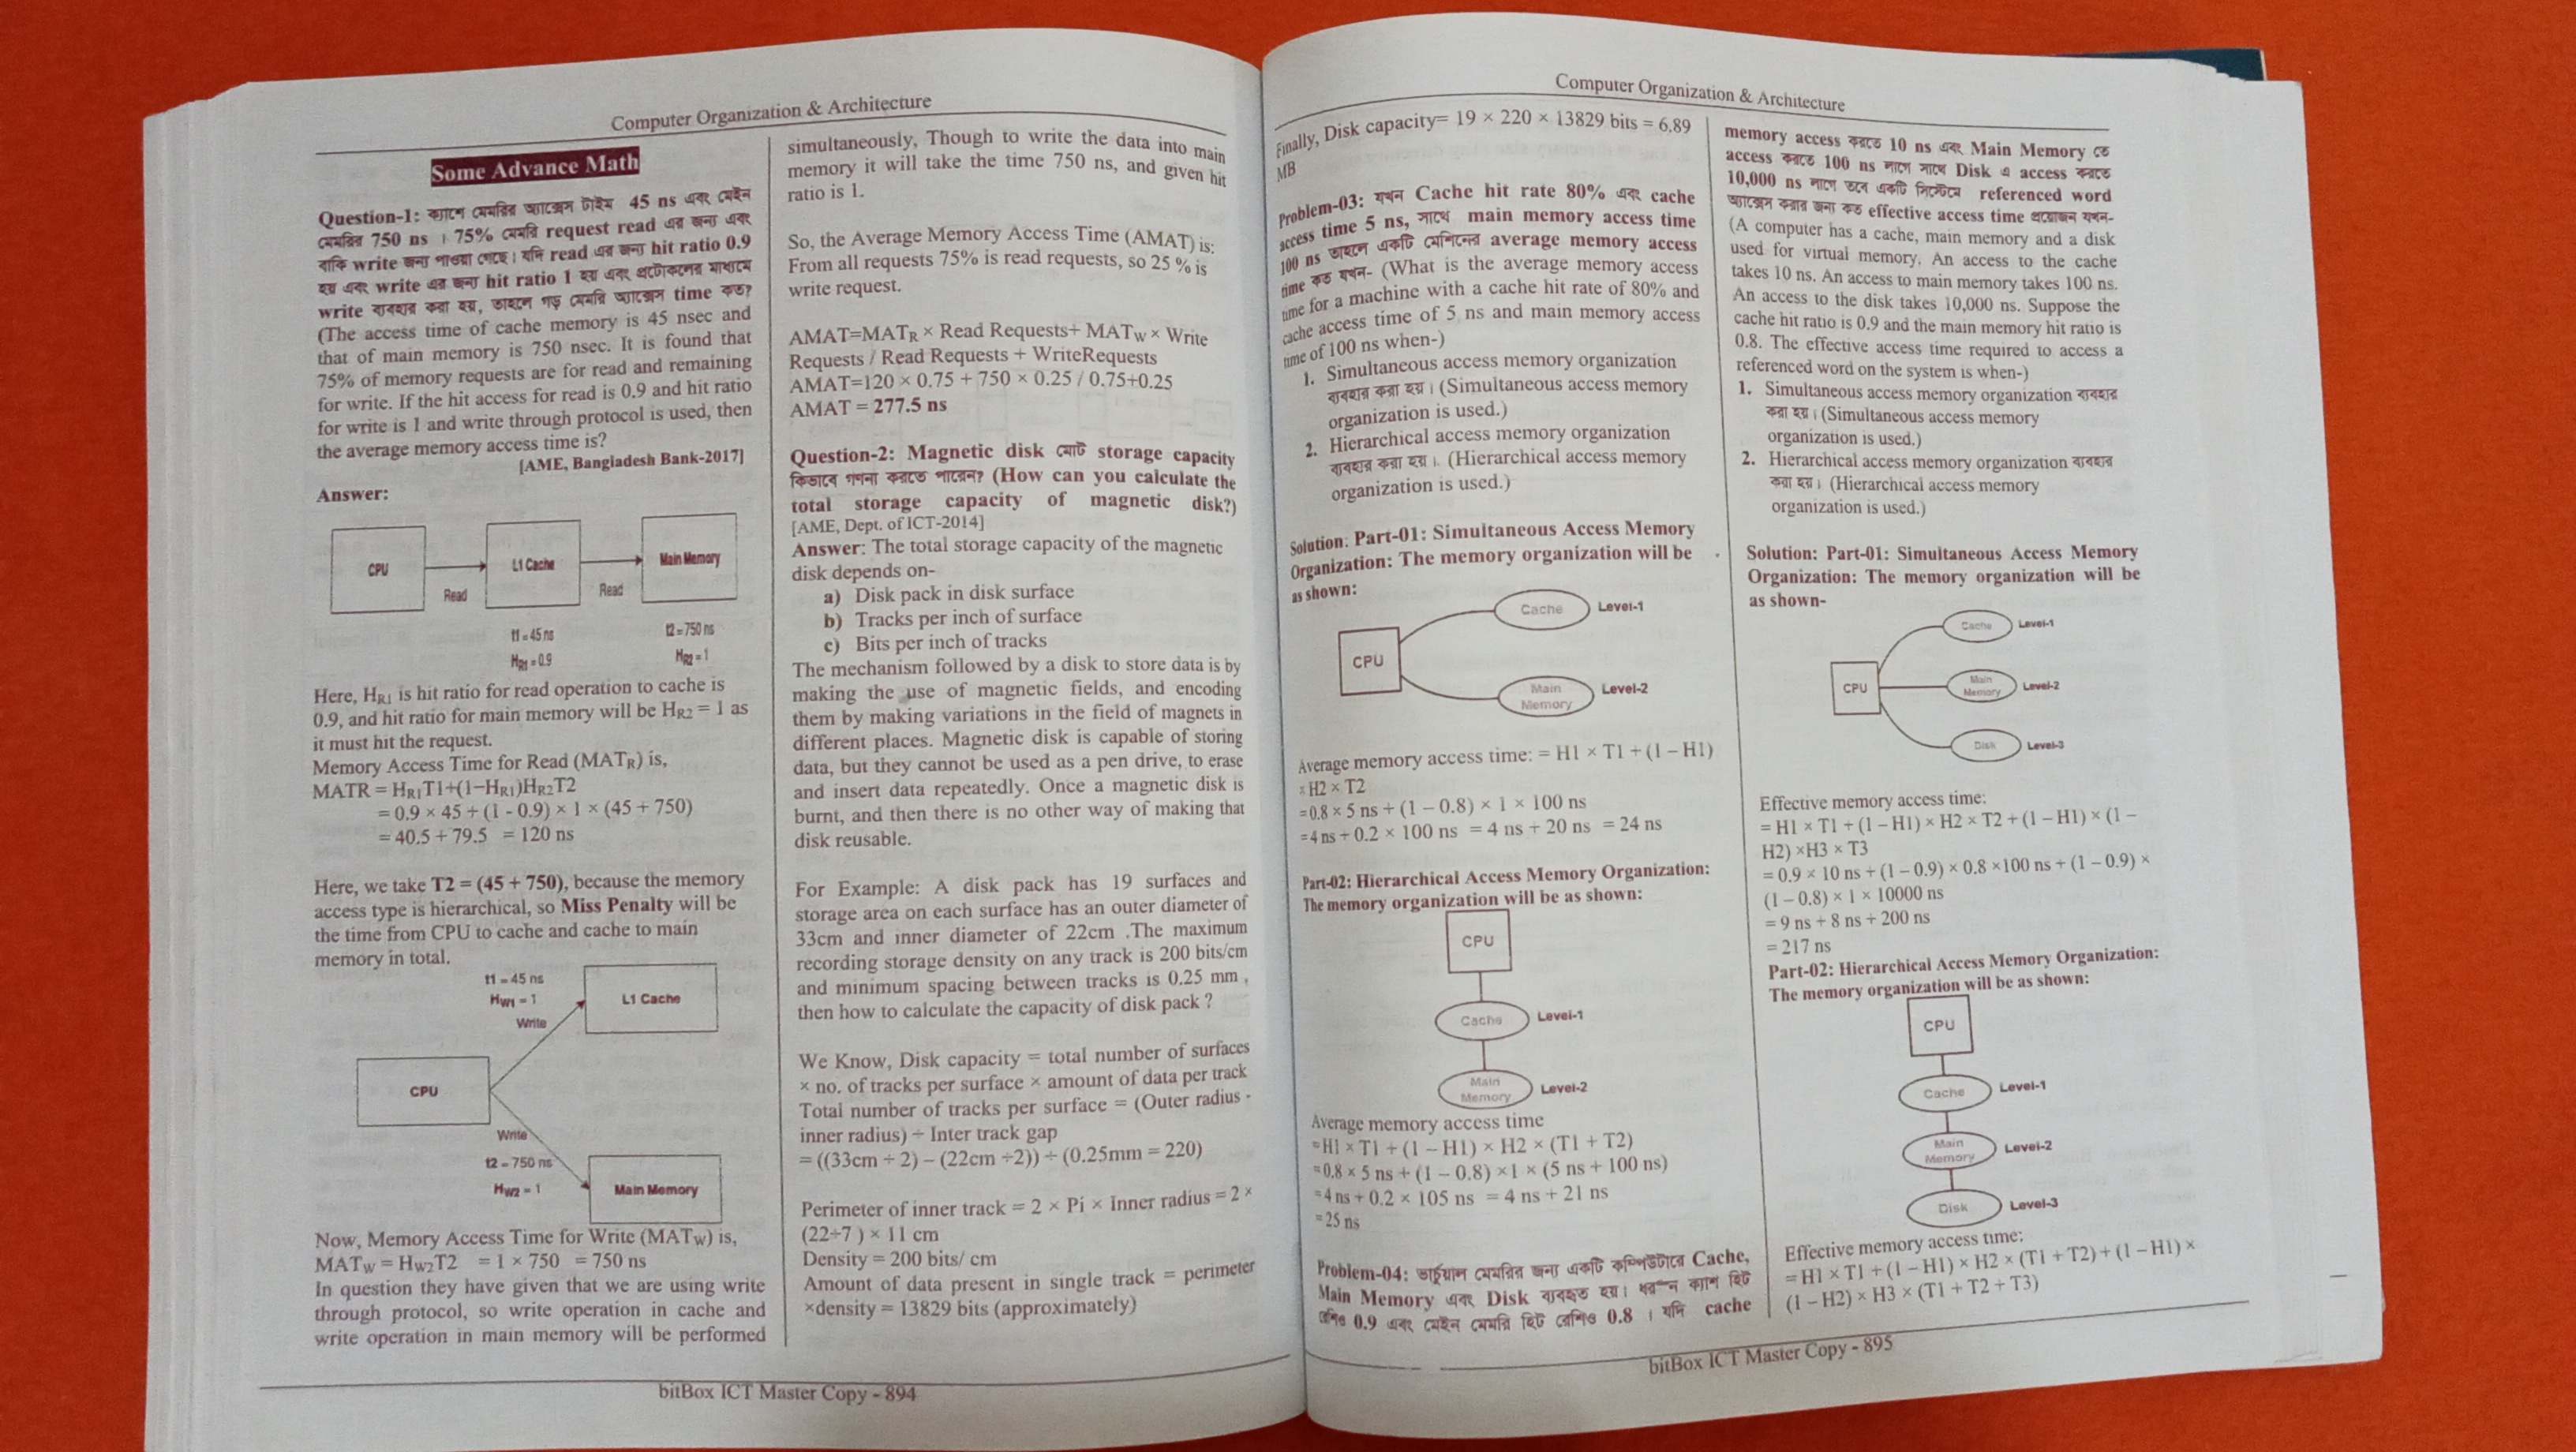 Computer Organization & Architecture
Some Advance Math
Question-1: ক্যাশে মেমরির অ্যাক্সেস টাইম 45 ns এবং মেইন
মেমরির 750 ns । 75% মেমরি request read এর জন্য এবং
বাকি write জন্য পাওয়া গেছে। যদি read এর জন্য hit ratio 0.9
হয় এবং write এর জন্য hit ratio 1 হয় এবং প্রটোকলের মাধ্যমে
write ব্যবহার করা হয়, তাহলে গড় মেমরি অ্যাক্সেস time কত?
(The access time of cache memory is 45 nsec and
that of main memory is 750 nsec. It is found that
75% of memory requests are for read and remaining
for write. If the hit access for read is 0.9 and hit ratio
for write is 1 and write through protocol is used, then
the average memory access time is?
[AME, Bangladesh Bank-2017]
Answer:
CPU
Read
L1 Cache
Read
Main Memory
t1 = 45 ns
t2 = 750 ns
HR1 = 0.9
HR2 = 1
Here, HR1 is hit ratio for read operation to cache is
0.9, and hit ratio for main memory will be HR2 = 1 as
it must hit the request.
Memory Access Time for Read (MATR) is,
MATR = HR1T1+(1−HR1)HR2T2
= 0.9 × 45 + (1 - 0.9) × 1 × (45 + 750)
= 40.5 + 79.5 = 120 ns
Here, we take T2 = (45 + 750), because the memory
access type is hierarchical, so Miss Penalty will be
the time from CPU to cache and cache to main
memory in total.
t1 = 45 ns
HW1 = 1
Write
L1 Cache
CPU
Write
t2 - 750 ns
HW2 = 1
Main Memory
Now, Memory Access Time for Write (MATW) is,
MATW = HW2T2 = 1 × 750 = 750 ns
In question they have given that we are using write
through protocol, so write operation in cache and
write operation in main memory will be performed
simultaneously, Though to write the data into main
memory it will take the time 750 ns, and given hit
ratio is 1.
So, the Average Memory Access Time (AMAT) is:
From all requests 75% is read requests, so 25 % is
write request.
AMAT=MATR × Read Requests+ MATW × Write
Requests / Read Requests + WriteRequests
AMAT=120 × 0.75 + 750 × 0.25 / 0.75+0.25
AMAT = 277.5 ns
Question-2: Magnetic disk মোট storage capacity
কিভাবে গণনা করতে পারেন? (How can you calculate the
total storage capacity of magnetic disk?)
[AME, Dept. of ICT-2014]
Answer: The total storage capacity of the magnetic
disk depends on-
a) Disk pack in disk surface
b) Tracks per inch of surface
c) Bits per inch of tracks
The mechanism followed by a disk to store data is by
making the use of magnetic fields, and encoding
them by making variations in the field of magnets in
different places. Magnetic disk is capable of storing
data, but they cannot be used as a pen drive, to erase
and insert data repeatedly. Once a magnetic disk is
burnt, and then there is no other way of making that
disk reusable.
For Example: A disk pack has 19 surfaces and
storage area on each surface has an outer diameter of
33cm and inner diameter of 22cm .The maximum
recording storage density on any track is 200 bits/cm
and minimum spacing between tracks is 0.25 mm ,
then how to calculate the capacity of disk pack ?
We Know, Disk capacity = total number of surfaces
× no. of tracks per surface × amount of data per track
Total number of tracks per surface = (Outer radius -
inner radius) ÷ Inter track gap
= ((33cm ÷ 2) – (22cm ÷2)) ÷ (0.25mm = 220)
Perimeter of inner track = 2 × Pi × Inner radius = 2 ×
(22÷7 ) × 11 cm
Density = 200 bits/ cm
Amount of data present in single track = perimeter
×density = 13829 bits (approximately)
bitBox ICT Master Copy - 894
Computer Organization & Architecture
Finally, Disk capacity= 19 × 220 × 13829 bits = 6.89
MB
Problem-03: যখন Cache hit rate 80% এবং cache
access time 5 ns, সাথে main memory access time
100 ns তাহলে একটি মেশিনের average memory access
time কত যখন- (What is the average memory access
time for a machine with a cache hit rate of 80% and
cache access time of 5 ns and main memory access
time of 100 ns when-)
1. Simultaneous access memory organization
ব্যবহার করা হয়। (Simultaneous access memory
organization is used.)
2. Hierarchical access memory organization
ব্যবহার করা হয়। (Hierarchical access memory
organization is used.)
Solution: Part-01: Simultaneous Access Memory
Organization: The memory organization will be
as shown:
Cache
Level-1
CPU
Main
Memory
Level-2
Average memory access time: = H1 × T1 + (1 – H1)
× H2 × T2
= 0.8 × 5 ns + (1 – 0.8) × 1 × 100 ns
= 4 ns + 0.2 × 100 ns = 4 ns + 20 ns = 24 ns
Part-02: Hierarchical Access Memory Organization:
The memory organization will be as shown:
CPU
Cache
Level-1
Main
Memory
Level-2
Average memory access time
= H1 × T1 + (1 – H1) × H2 × (T1 + T2)
= 0.8 × 5 ns + (1 – 0.8) ×1 × (5 ns + 100 ns)
= 4 ns + 0.2 × 105 ns = 4 ns + 21 ns
= 25 ns
Problem-04: ভার্চুয়াল মেমরির জন্য একটি কম্পিউটারে Cache,
Main Memory এবং Disk ব্যবহৃত হয়। ক্যাশ হিট
রেশিও 0.9 এবং মেইন মেমরি হিট রেশিও 0.8 । যদি cache
memory access করতে 10 ns এবং Main Memory তে
access করতে 100 ns লাগে সাথে Disk এ access করতে
10,000 ns লাগে তবে একটি সিস্টেমে referenced word
অ্যাক্সেস করার জন্য কত effective access time প্রয়োজন যখন-
(A computer has a cache, main memory and a disk
used for virtual memory. An access to the cache
takes 10 ns. An access to main memory takes 100 ns.
An access to the disk takes 10,000 ns. Suppose the
cache hit ratio is 0.9 and the main memory hit ratio is
0.8. The effective access time required to access a
referenced word on the system is when-)
1. Simultaneous access memory organization ব্যবহার
করা হয়। (Simultaneous access memory
organization is used.)
2. Hierarchical access memory organization ব্যবহার
করা হয়। (Hierarchical access memory
organization is used.)
Solution: Part-01: Simultaneous Access Memory
Organization: The memory organization will be
as shown-
Cache
Level-1
CPU
Main
Memory
Level-2
Disk
Level-3
Effective memory access time:
= H1 × T1 + (1 – H1) × H2 × T2 + (1 – H1) × (1 –
H2) ×H3 × T3
= 0.9 × 10 ns + (1 – 0.9) × 0.8 ×100 ns + (1 – 0.9) ×
(1 – 0.8) × 1 × 10000 ns
= 9 ns + 8 ns + 200 ns
= 217 ns
Part-02: Hierarchical Access Memory Organization:
The memory organization will be as shown:
CPU
Cache
Level-1
Main
Memory
Level-2
Disk
Level-3
Effective memory access time:
= H1 × T1 + (1 – H1) × H2 × (T1 + T2) + (1 – H1) ×
(1 – H2) × H3 × (T1 + T2 + T3)
bitBox ICT Master Copy - 895